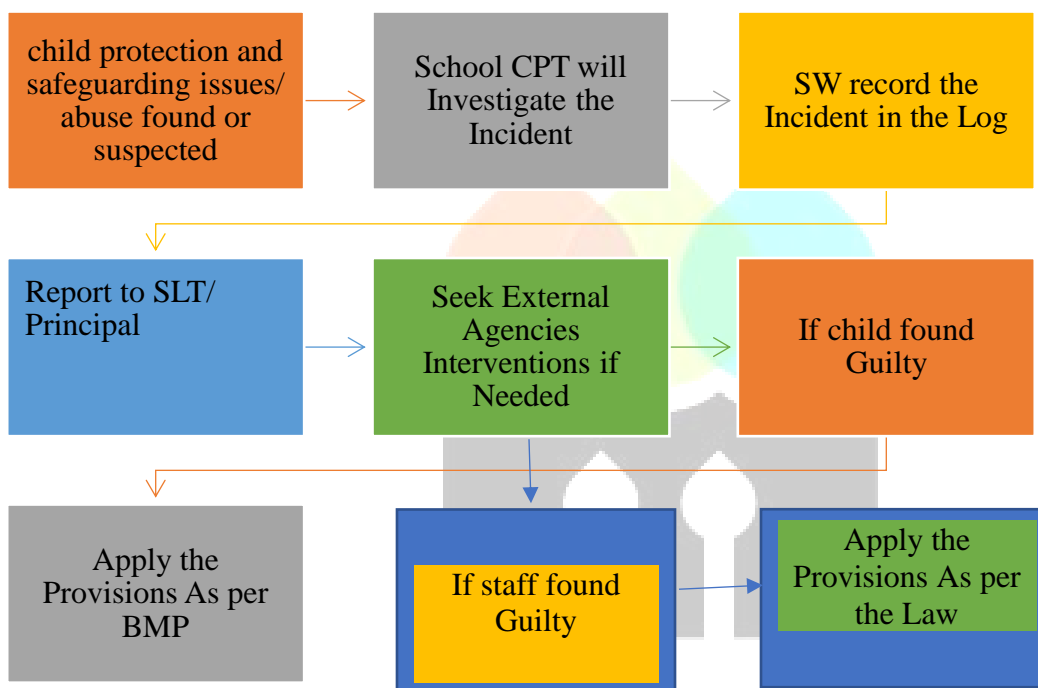 child protection and
safeguarding issues/
abuse found or
suspected
School CPT will
Investigate the
Incident
SW record the
Incident in the Log
Report to SLT/
Principal
Seek External
Agencies
Interventions if
Needed
If child found
Guilty
Apply the
Provisions As per
BMP
If staff found
Guilty
Apply the
Provisions As per
the Law